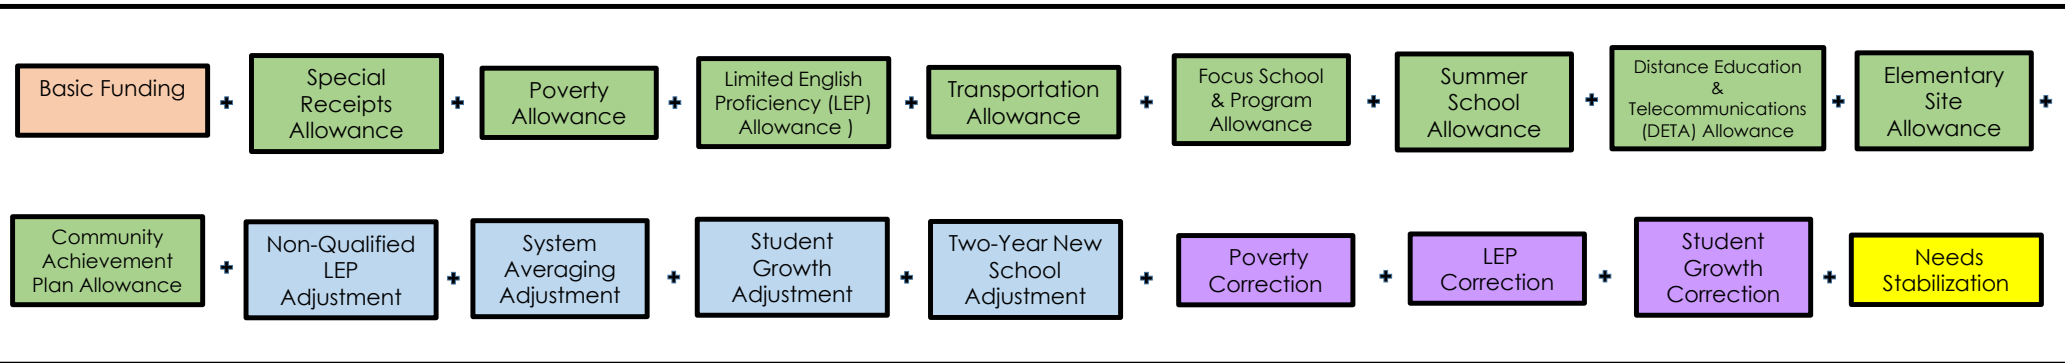 Basic Funding
+
Special
Receipts
Allowance
+
Poverty
Allowance
+
Limited English
Proficiency (LEP)
Allowance )
+
Transportation
Allowance
+
Focus School
& Program
Allowance
+
Summer
School
Allowance
+
Distance Education
&
Telecommunications
(DETA) Allowance
+
Elementary
Site
Allowance
+
Community
Achievement
Plan Allowance
+
Non-Qualified
LEP
Adjustment
+
System
Averaging
Adjustment
+
Student
Growth
Adjustment
+
Two-Year New
School
Adjustment
+
Poverty
Correction
+
LEP
Correction
+
Student
Growth
Correction
+
Needs
Stabilization